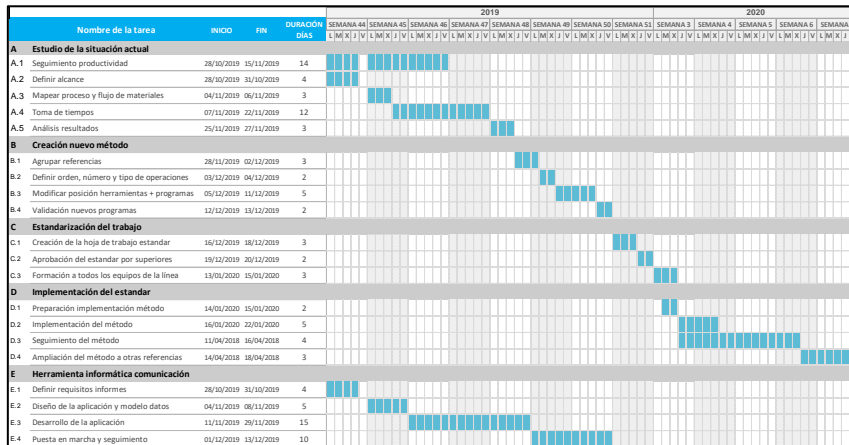 2019 2020
Nombre de la tarea INICIO FIN DURACIÓN DÍAS SEMANA 44 SEMANA 45 SEMANA 46 SEMANA 47 SEMANA 48 SEMANA 49 SEMANA 50 SEMANA 51 SEMANA 3 SEMANA 4 SEMANA 5 SEMANA 6 SEMANA
L M X J V L M X J V L M X J V L M X J V L M X J V L M X J V L M X J V L M X J V L M X J V L M X J V L M X J V L M X J V L M X J
A Estudio de la situación actual
A.1 Seguimiento productividad 28/10/2019 15/11/2019 14
A.2 Definir alcance 28/10/2019 31/10/2019 4
A.3 Mapear proceso y flujo de materiales 04/11/2019 06/11/2019 3
A.4 Toma de tiempos 07/11/2019 22/11/2019 12
A.5 Análisis resultados 25/11/2019 27/11/2019 3
B Creación nuevo método
B.1 Agrupar referencias 28/11/2019 02/12/2019 3
B.2 Definir orden, número y tipo de operaciones 03/12/2019 04/12/2019 2
B.3 Modificar posición herramientas + programas 05/12/2019 11/12/2019 5
B.4 Validación nuevos programas 12/12/2019 13/12/2019 2
C Estandarización del trabajo
C.1 Creación de la hoja de trabajo estandar 16/12/2019 18/12/2019 3
C.2 Aprobación del estandar por superiores 19/12/2019 20/12/2019 2
C.3 Formación a todos los equipos de la línea 13/01/2020 15/01/2020 3
D Implementación del estandar
D.1 Preparación implementación método 14/01/2020 15/01/2020 2
D.2 Implementación del método 16/01/2020 22/01/2020 5
D.3 Seguimiento del método 11/04/2018 16/04/2018 4
D.4 Ampliación del método a otras referencias 14/04/2018 18/04/2018 3
E Herramienta informática comunicación
E.1 Definir requisitos informes 28/10/2019 31/10/2019 4
E.2 Diseño de la aplicación y modelo datos 04/11/2019 08/11/2019 5
E.3 Desarrollo de la aplicación 11/11/2019 29/11/2019 15
E.4 Puesta en marcha y seguimiento 01/12/2019 13/12/2019 10